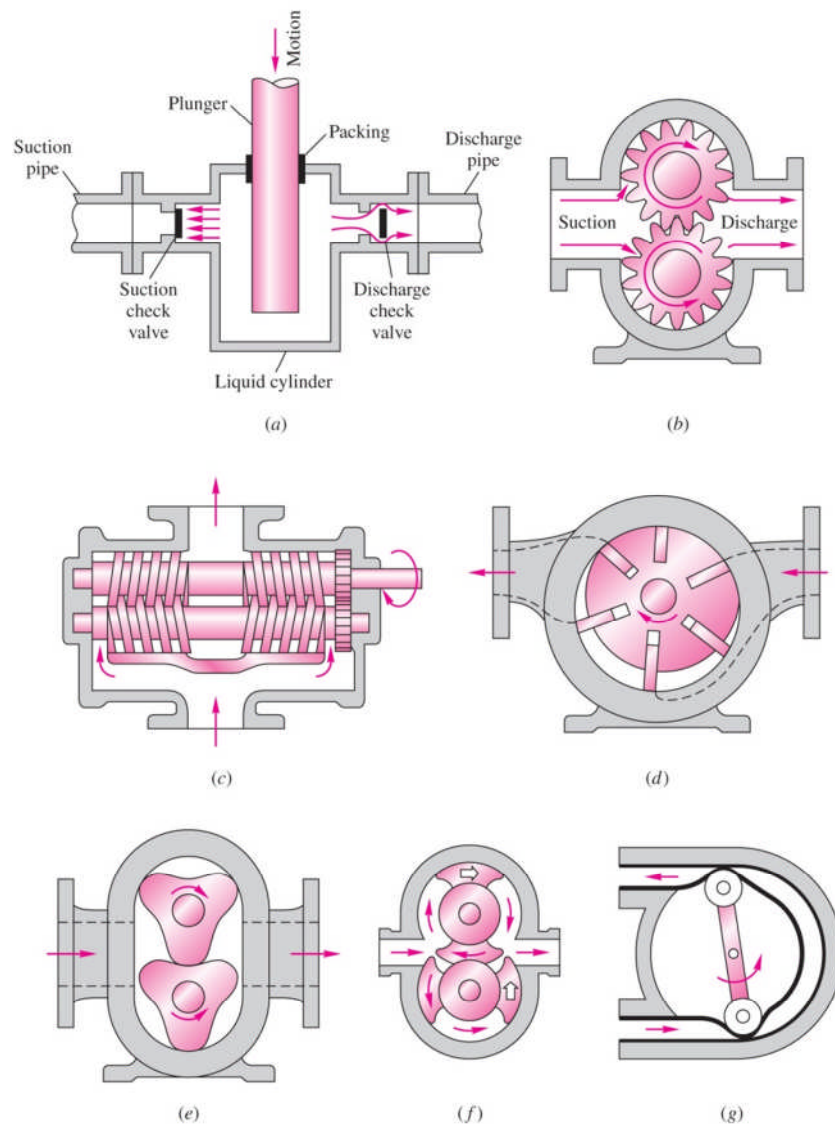 Motion
Plunger
Packing
Suction
pipe
Discharge
pipe
Suction
check
valve
Discharge
check
valve
Liquid cylinder
(a)
Suction
Discharge
(b)
(c)
(d)
(e)
(f)
(g)